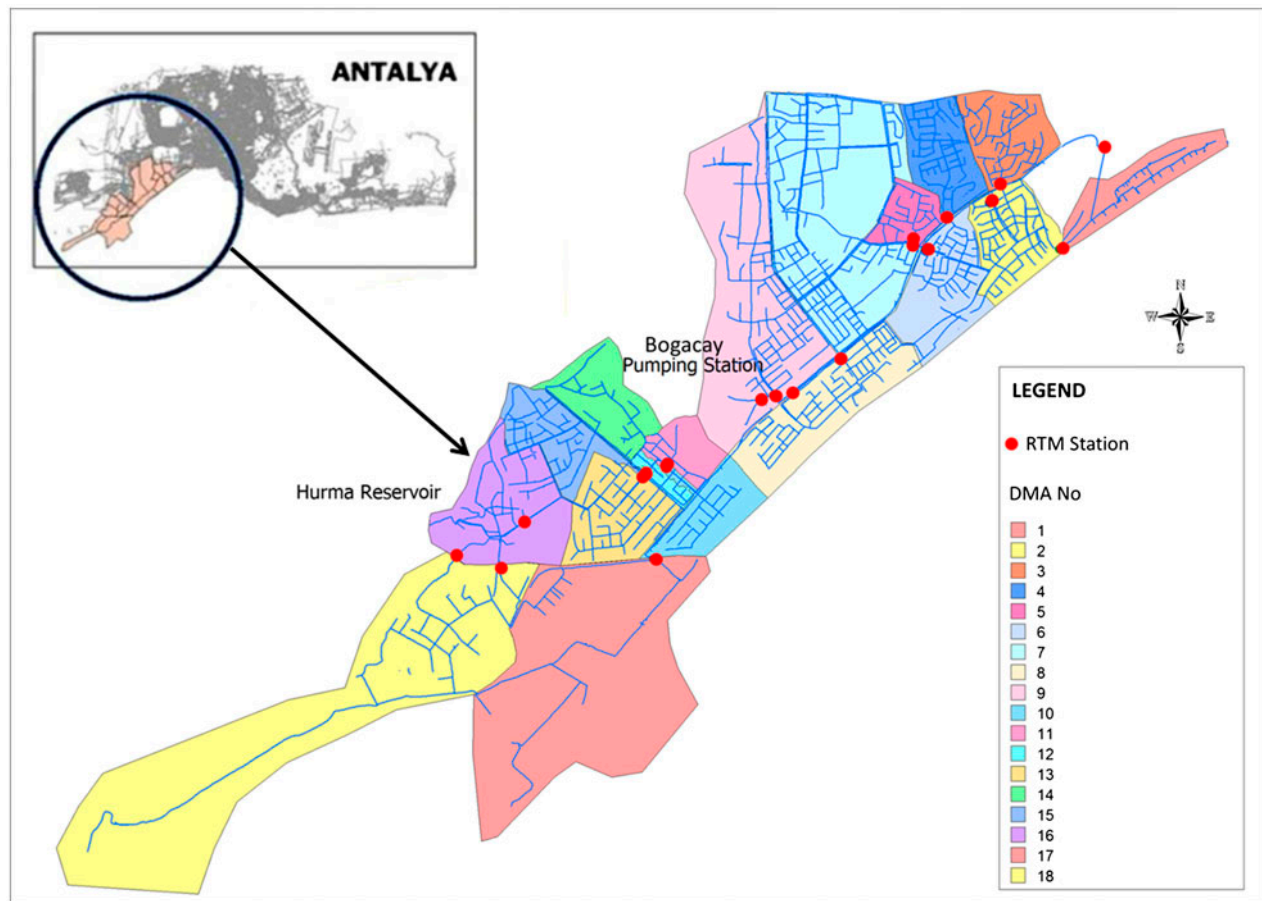 ANTALYA
Bogacay
Pumping Station
Hurma Reservoir
N
W E
S
LEGEND
RTM Station
DMA No
1
2
3
4
5
6
7
8
9
10
11
12
13
14
15
16
17
18